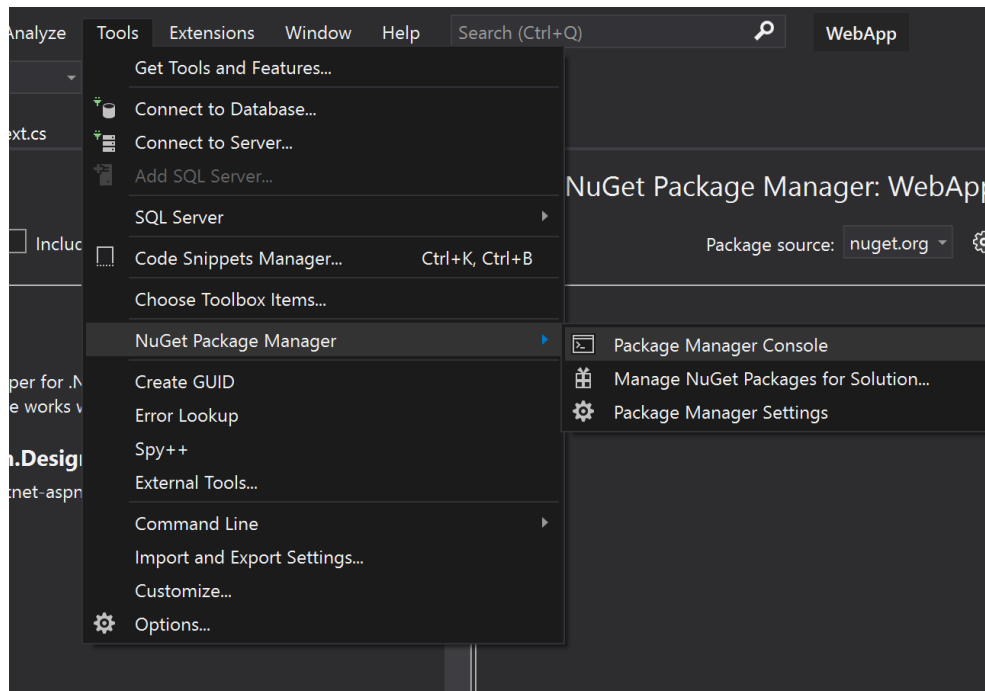 Analyze Tools Extensions Window Help Search (Ctrl+Q) WebApp
Get Tools and Features...
Connect to Database...
ext.cs
Connect to Server...
Add SQL Server...
NuGet Package Manager: WebApp
SQL Server
Includ
Package source: nuget.org
Code Snippets Manager... Ctrl+K, Ctrl+B
Choose Toolbox Items...
NuGet Package Manager
Package Manager Console
per for .N
Create GUID
Manage NuGet Packages for Solution...
e works
Error Lookup
Package Manager Settings
n.Desig
Spy++
External Tools...
tnet-aspn
Command Line
Import and Export Settings...
Customize...
Options...